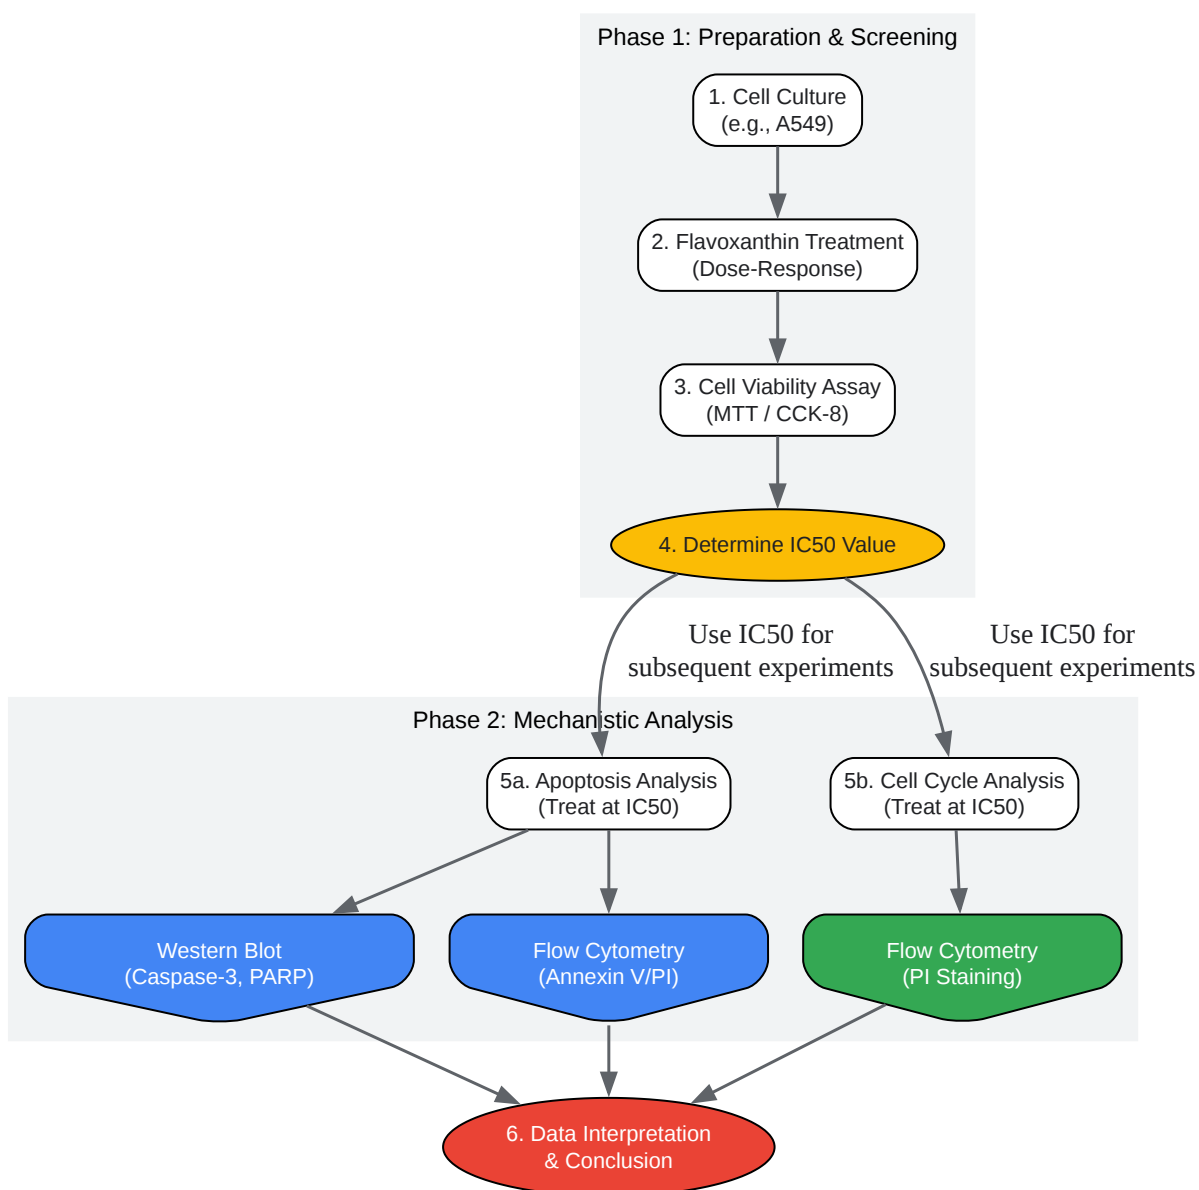 Phase 1: Preparation & Screening
1. Cell Culture
(e.g., A549)
2. Flavoxanthin Treatment
(Dose-Response)
3. Cell Viability Assay
(MTT / CCK-8)
4. Determine IC50 Value
Use IC50 for
subsequent experiments
Use IC50 for
subsequent experiments
Phase 2: Mechanistic Analysis
5a. Apoptosis Analysis
(Treat at IC50)
5b. Cell Cycle Analysis
(Treat at IC50)
Western Blot
(Caspase-3, PARP)
Flow Cytometry
(Annexin V/PI)
Flow Cytometry
(PI Staining)
6. Data Interpretation
& Conclusion